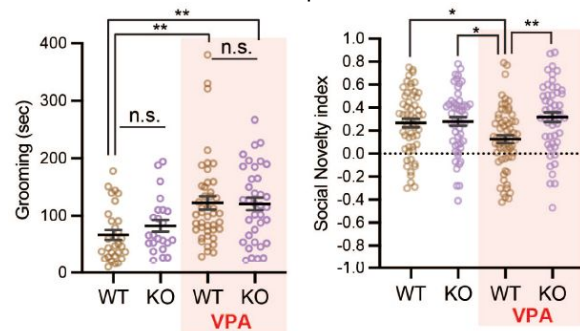 **
**
n.s.
n.s.
Grooming (sec)
400
300
200
100
0
WT KO WT KO
VPA
*
*
**
Social Novelty index
1.0
0.8
0.6
0.4
0.2
0.0
-0.2
-0.4
-0.6
-0.8
-1.0
WT KO WT KO
VPA